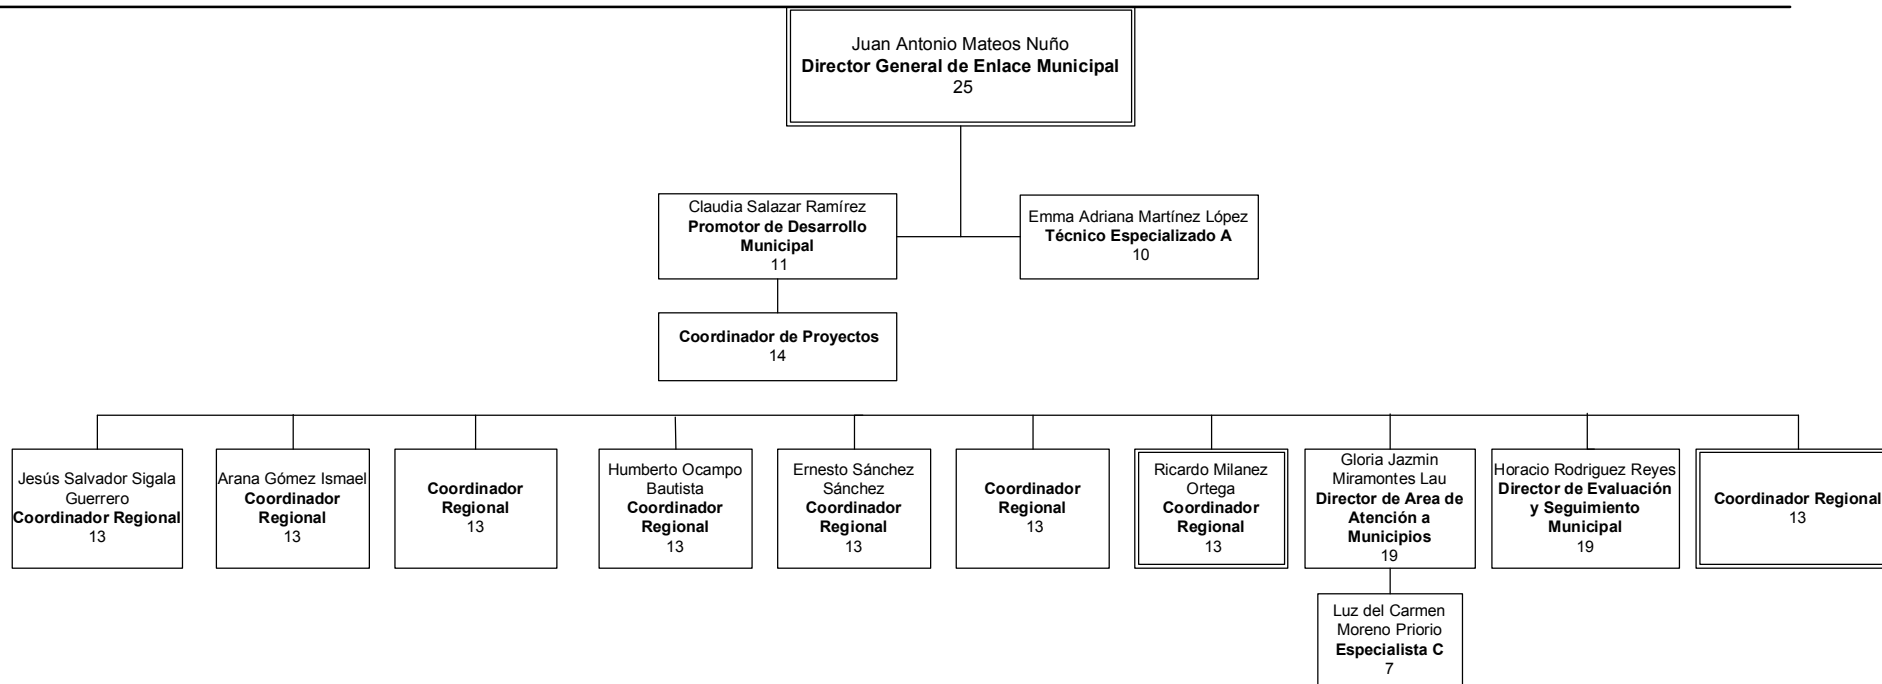 Juan Antonio Mateos Nuño
Director General de Enlace Municipal
25
Claudia Salazar Ramírez
Promotor de Desarrollo
Municipal
11
Emma Adriana Martínez López
Técnico Especializado A
10
Coordinador de Proyectos
14
Jesús Salvador Sigala
Guerrero
Coordinador Regional
13
Arana Gómez Ismael
Coordinador
Regional
13
Coordinador
Regional
13
Humberto Ocampo
Bautista
Coordinador
Regional
13
Ernesto Sánchez
Sánchez
Coordinador
Regional
13
Coordinador
Regional
13
Ricardo Milanez
Ortega
Coordinador
Regional
13
Gloria Jazmin
Miramontes Lau
Director de Area de
Atención a
Municipios
19
Horacio Rodriguez Reyes
Director de Evaluación
y Seguimiento
Municipal
19
Coordinador Regional
13
Luz del Carmen
Moreno Priorio
Especialista C
7